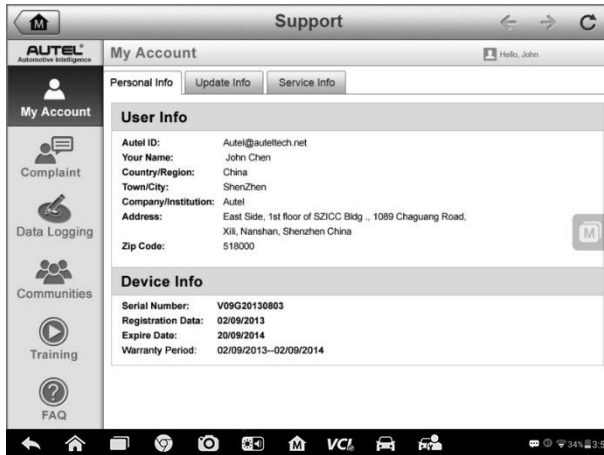 M
Support
AUTEL®
Automotive Intelligence
My Account
Hello, John
Personal Info
Update Info
Service Info
My Account
User Info
Autel ID: Autel@auteltech.net
Your Name: John Chen
Country/Region: China
Town/City: ShenZhen
Company/Institution: Autel
Address: East Side, 1st floor of SZICC Bldg ., 1089 Chaguang Road,
Xili, Nanshan, Shenzhen China
Zip Code: 518000
Complaint
Data Logging
M
Device Info
Communities
Serial Number: V09G20130803
Registration Data: 02/09/2013
Expire Date: 20/09/2014
Warranty Period: 02/09/2013--02/09/2014
Training
?
FAQ
M
VCI
34%